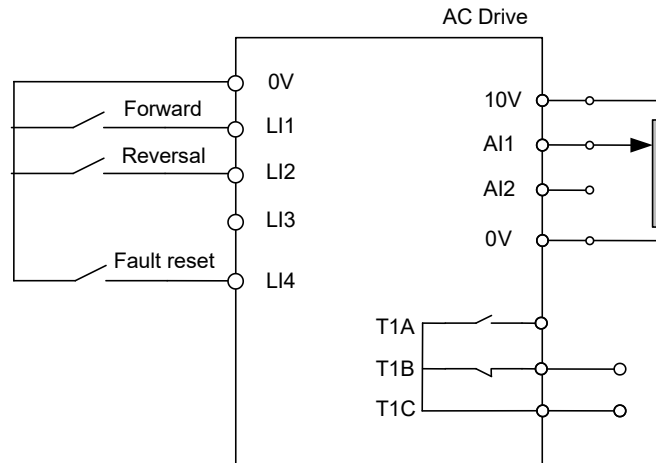 AC Drive
0V
Forward
LI1
Reversal
LI2
LI3
Fault reset
LI4
10V
AI1
AI2
0V
T1A
T1B
T1C